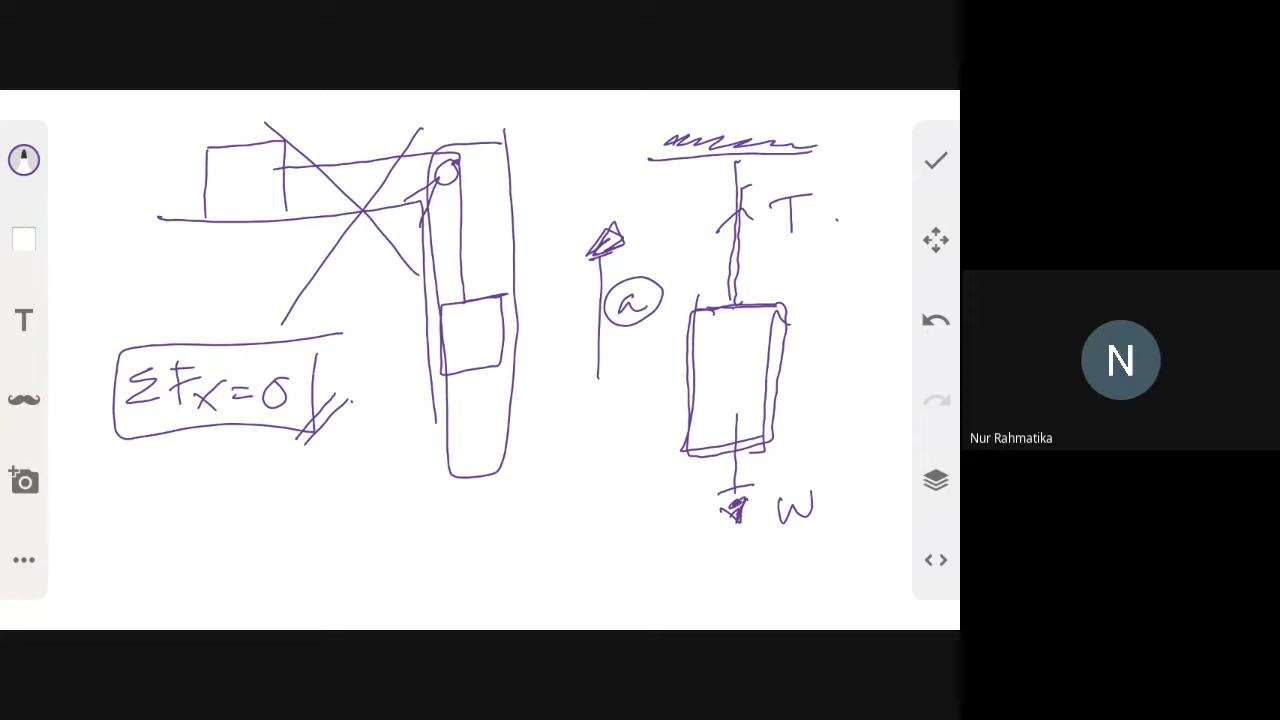 ΣFx=0
a
T
W
T
N
Nur Rahmatika